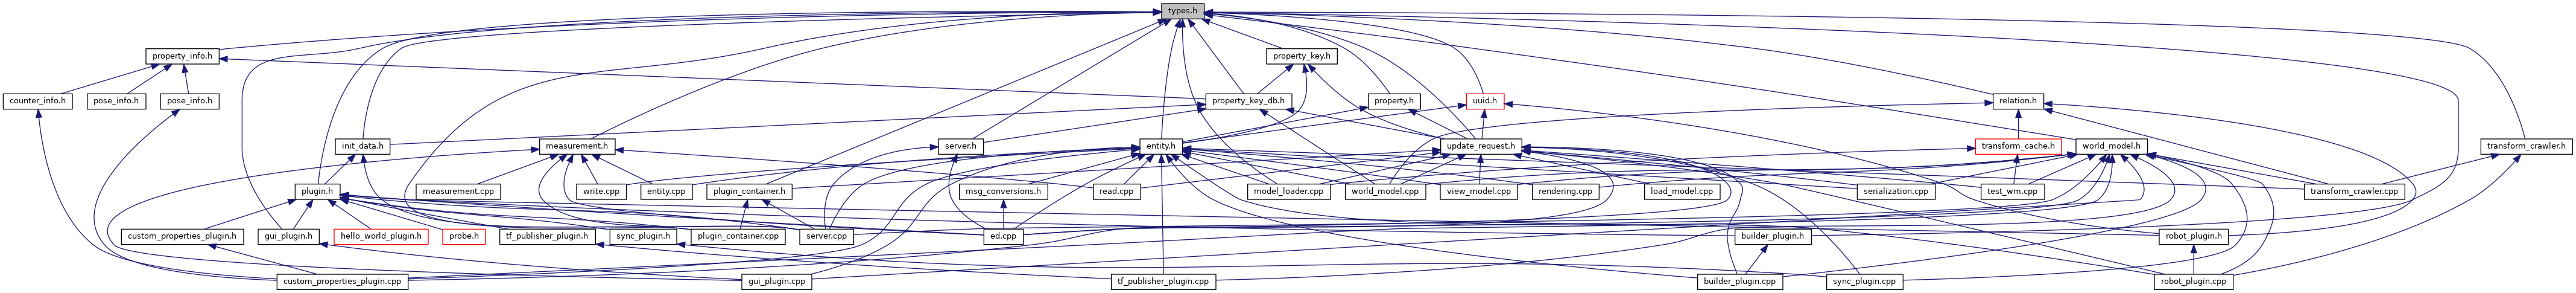 types.h
property_info.h
property_key.h
counter_info.h
pose_info.h
pose_info.h
property_key_db.h
property.h
uuid.h
relation.h
init_data.h
measurement.h
server.h
entity.h
update_request.h
transform_cache.h
world_model.h
transform_crawler.h
plugin.h
measurement.cpp
write.cpp
entity.cpp
plugin_container.h
read.cpp
msg_conversions.h
model_loader.cpp
world_model.cpp
view_model.cpp
rendering.cpp
load_model.cpp
serialization.cpp
test_wm.cpp
transform_crawler.cpp
custom_properties_plugin.h
gui_plugin.h
hello_world_plugin.h
probe.h
tf_publisher_plugin.h
sync_plugin.h
plugin_container.cpp
server.cpp
ed.cpp
builder_plugin.h
robot_plugin.h
custom_properties_plugin.cpp
gui_plugin.cpp
tf_publisher_plugin.cpp
builder_plugin.cpp
sync_plugin.cpp
robot_plugin.cpp